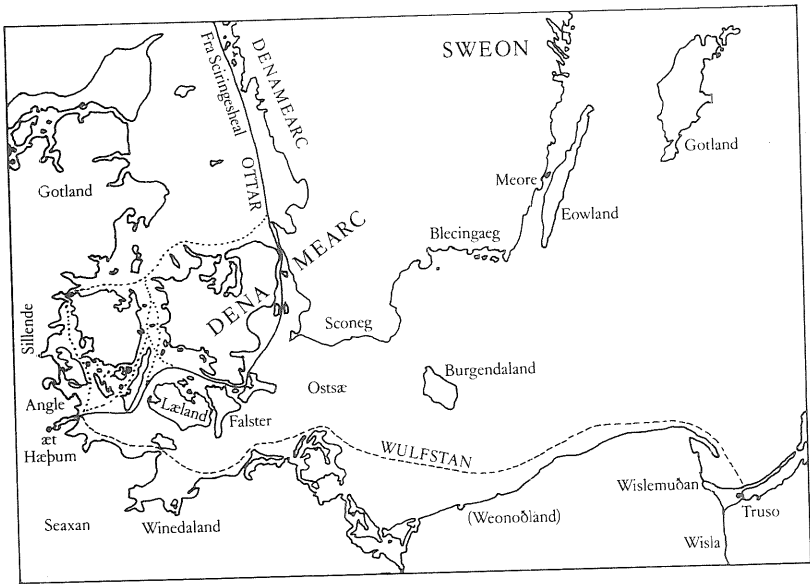 SWEON
DENAMEARC
Fra Sciringesheal
OTTAR
Gotland
Gotland
Meore
Eowland
Blecingaeg
DENA MEARC
Sillende
Sconeg
Burgendaland
Ostsæ
Angle
Læland
Falster
æt
Hæþum
WULFSTAN
Wislemuðan
Truso
Seaxan
Winedaland
(Weonoðland)
Wisla